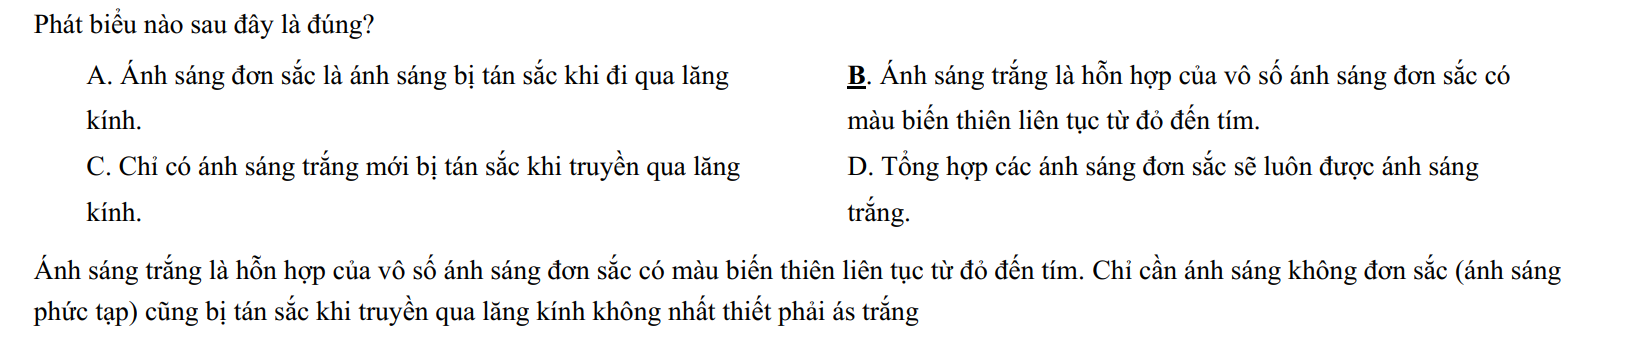 Phát biểu nào sau đây là đúng?
A. Ánh sáng đơn sắc là ánh sáng bị tán sắc khi đi qua lăng
kính.
B. Ánh sáng trắng là hỗn hợp của vô số ánh sáng đơn sắc có
màu biến thiên liên tục từ đỏ đến tím.
C. Chỉ có ánh sáng trắng mới bị tán sắc khi truyền qua lăng
kính.
D. Tổng hợp các ánh sáng đơn sắc sẽ luôn được ánh sáng
trắng.
Ánh sáng trắng là hỗn hợp của vô số ánh sáng đơn sắc có màu biến thiên liên tục từ đỏ đến tím. Chỉ cần ánh sáng không đơn sắc (ánh sáng
phức tạp) cũng bị tán sắc khi truyền qua lăng kính không nhất thiết phải ás trắng